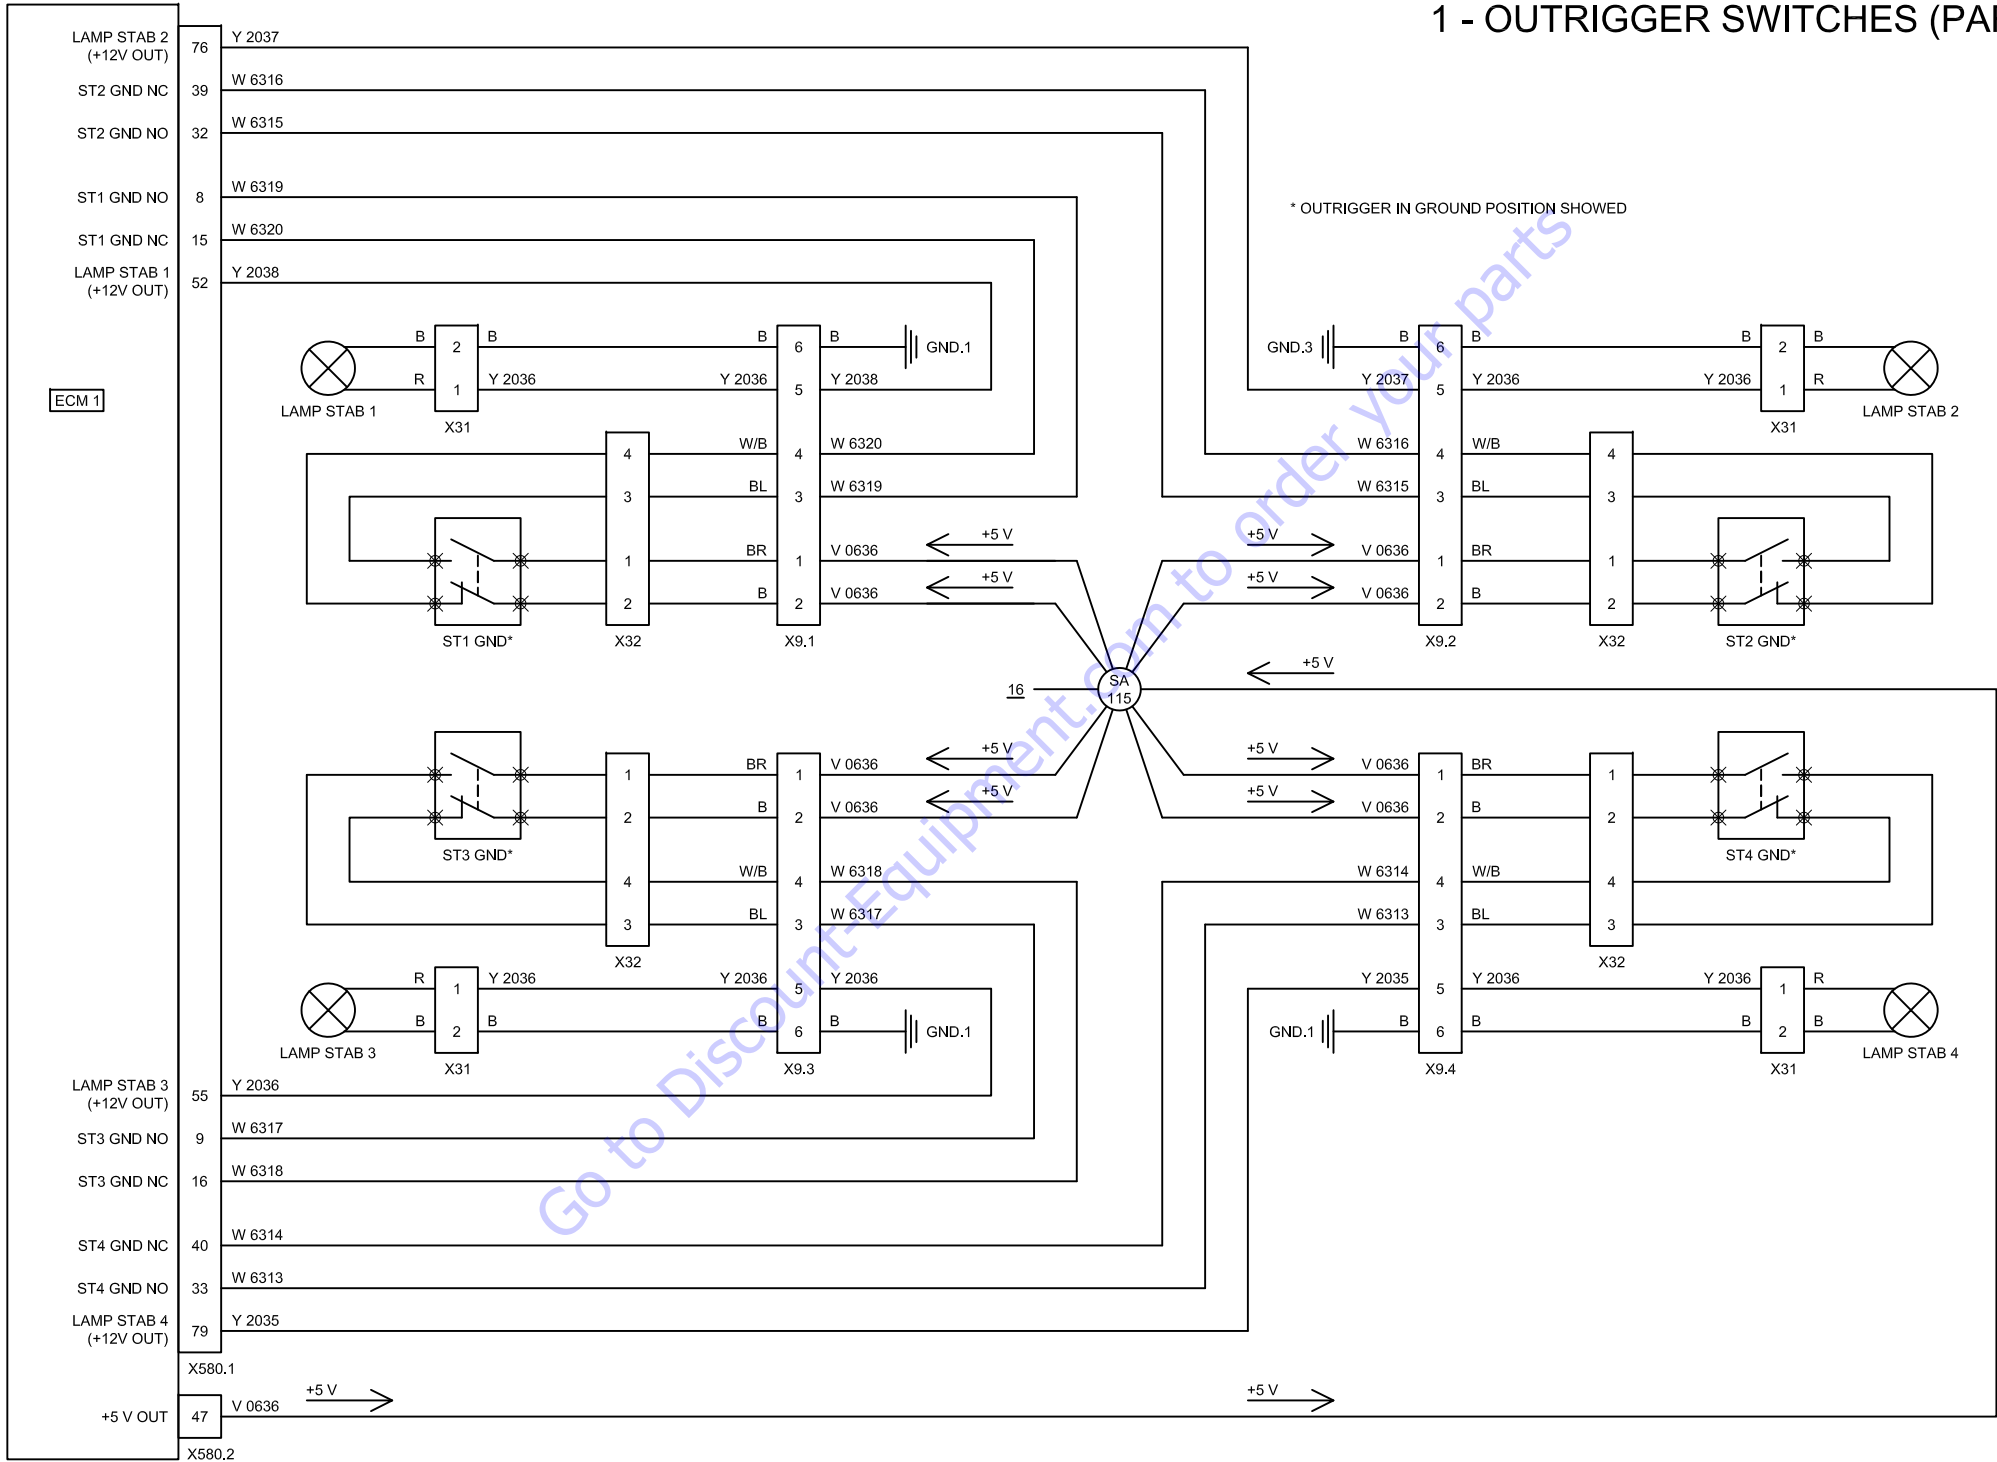 1 - OUTRIGGER SWITCHES (PA
LAMP STAB 2
(+12V OUT)
76
Y 2037
ST2 GND NC
39
W 6316
ST2 GND NO
32
W 6315
ST1 GND NO
8
W 6319
* OUTRIGGER IN GROUND POSITION SHOWED
ST1 GND NC
15
W 6320
LAMP STAB 1
(+12V OUT)
52
Y 2038
ECM 1
B
2
B
B
6
B
GND.1
R
1
Y 2036
Y 2036
5
Y 2038
LAMP STAB 1
X31
4
W/B
4
W 6320
3
BL
3
W 6319
+5 V
1
BR
1
V 0636
+5 V
2
B
2
V 0636
ST1 GND*
X32
X9.1
GND.3
B
6
B
B
2
B
Y 2037
5
Y 2036
Y 2036
1
R
LAMP STAB 2
X31
W 6316
4
W/B
4
W 6315
3
BL
3
+5 V
V 0636
1
BR
1
+5 V
V 0636
2
B
2
X9.2
X32
ST2 GND*
+5 V
16
SA
115
1
BR
1
V 0636
+5 V
2
B
2
V 0636
+5 V
ST3 GND*
4
W/B
4
W 6318
3
BL
3
W 6317
X32
R
1
Y 2036
Y 2036
5
Y 2036
B
2
B
B
6
B
GND.1
LAMP STAB 3
X31
X9.3
+5 V
V 0636
1
BR
1
+5 V
V 0636
2
B
2
ST4 GND*
W 6314
4
W/B
4
W 6313
3
BL
3
X32
Y 2035
5
Y 2036
Y 2036
1
R
GND.1
B
6
B
B
2
B
LAMP STAB 4
X9.4
X31
LAMP STAB 3
(+12V OUT)
55
Y 2036
ST3 GND NO
9
W 6317
ST3 GND NC
16
W 6318
ST4 GND NC
40
W 6314
ST4 GND NO
33
W 6313
LAMP STAB 4
(+12V OUT)
79
Y 2035
X580.1
+5 V OUT
47
V 0636
+5 V
+5 V
X580.2
Go to Discount-Equipment.com to order your parts